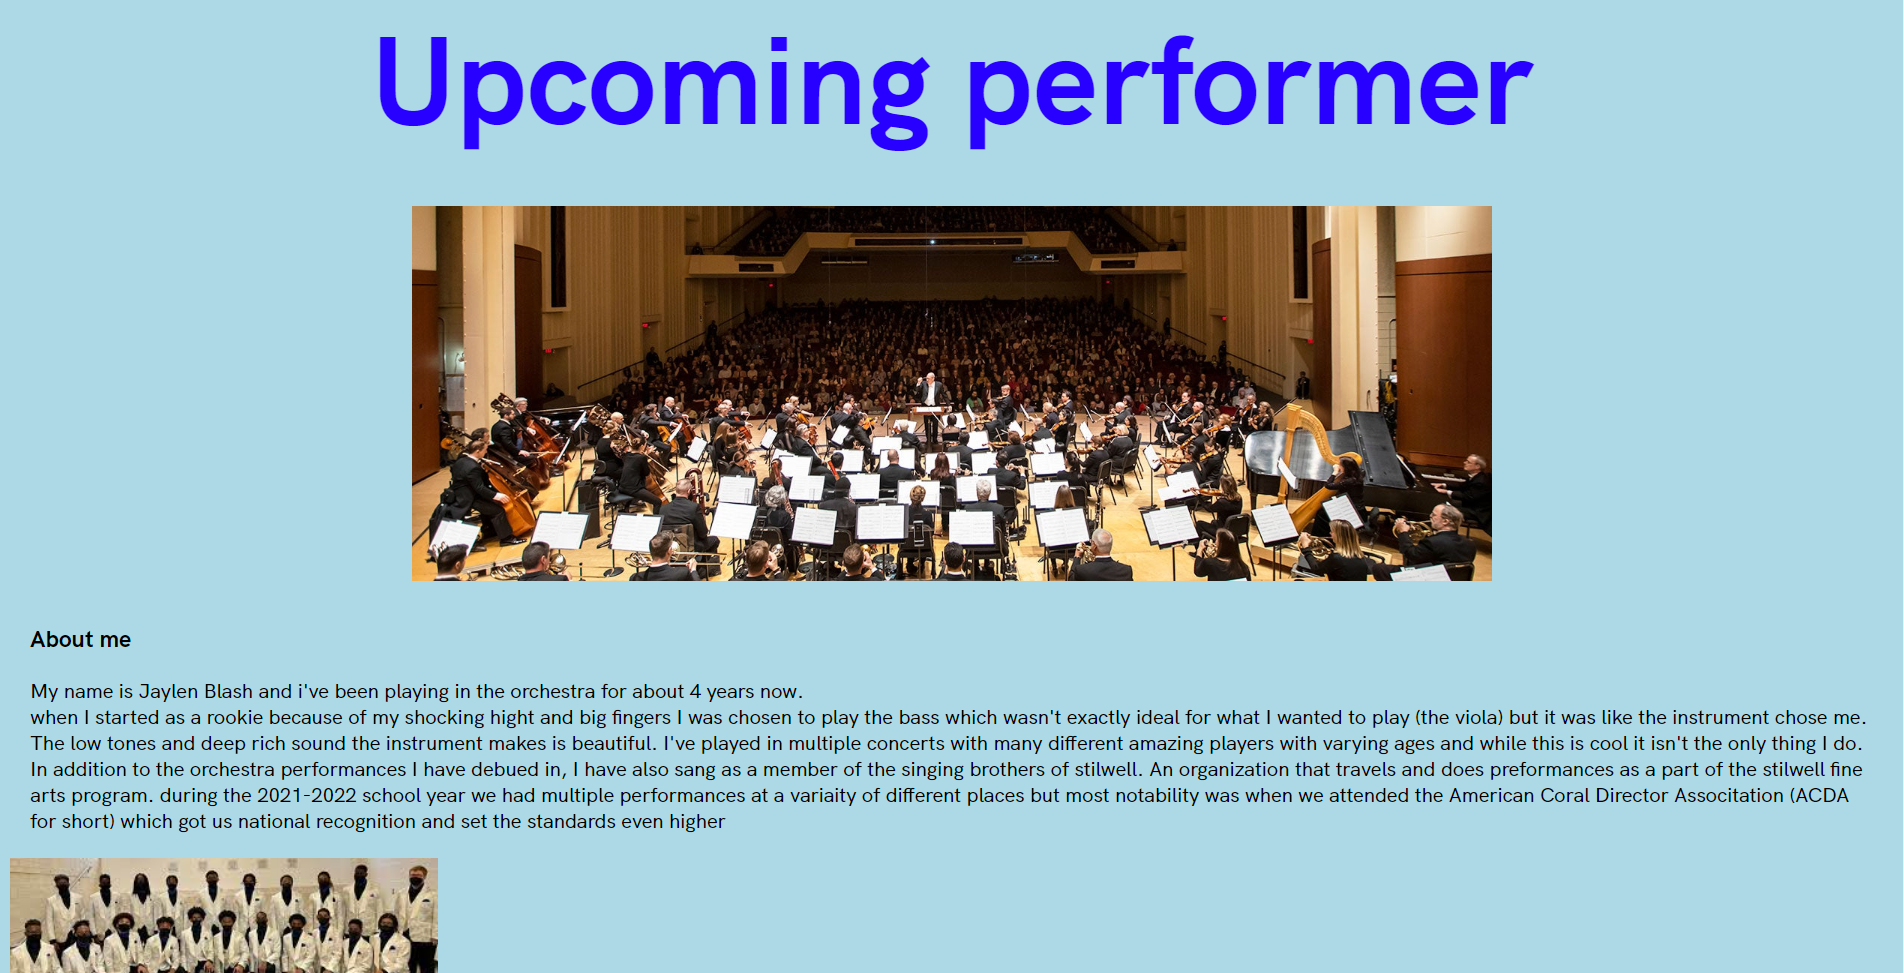 Upcoming performer
About me
My name is Jaylen Blash and i've been playing in the orchestra for about 4 years now.
when I started as a rookie because of my shocking hight and big fingers I was chosen to play the bass which wasn't exactly ideal for what I wanted to play (the viola) but it was like the instrument chose me.
The low tones and deep rich sound the instrument makes is beautiful. I've played in multiple concerts with many different amazing players with varying ages and while this is cool it isn't the only thing I do.
In addition to the orchestra performances I have debued in, I have also sang as a member of the singing brothers of stilwell. An organization that travels and does preformances as a part of the stilwell fine
arts program. during the 2021-2022 school year we had multiple performances at a variaity of different places but most notability was when we attended the American Coral Director Associtation (ACDA
for short) which got us national recognition and set the standards even higher